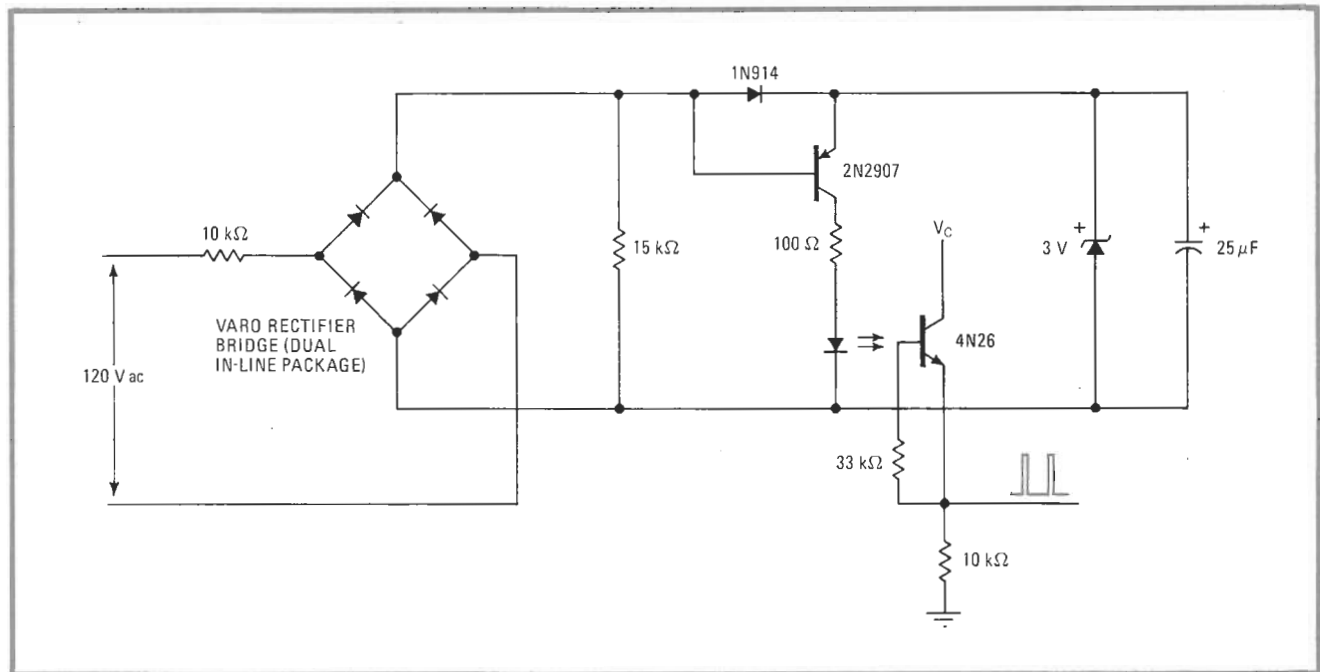 1N914
2N2907
10 kΩ
15 kΩ
100 Ω
V_C
3 V
+
+
25 µF
4N26
VARO RECTIFIER
BRIDGE (DUAL
IN-LINE PACKAGE)
120 V ac
33 kΩ
10 kΩ